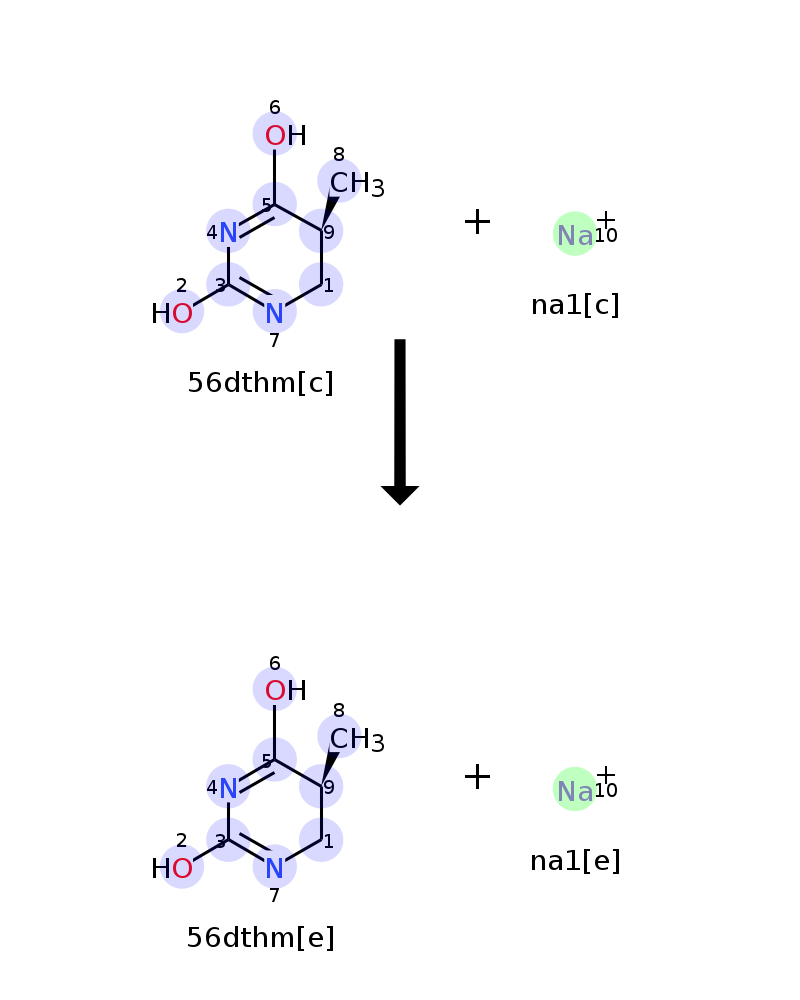 6
OH
8
CH3
5
4 N 9
+
Na+
10
2
3 1
HO N
7
na1[c]
56dthm[c]
6
OH
8
CH3
5
4 N 9
+
Na+
10
2
3 1
HO N
7
na1[e]
56dthm[e]